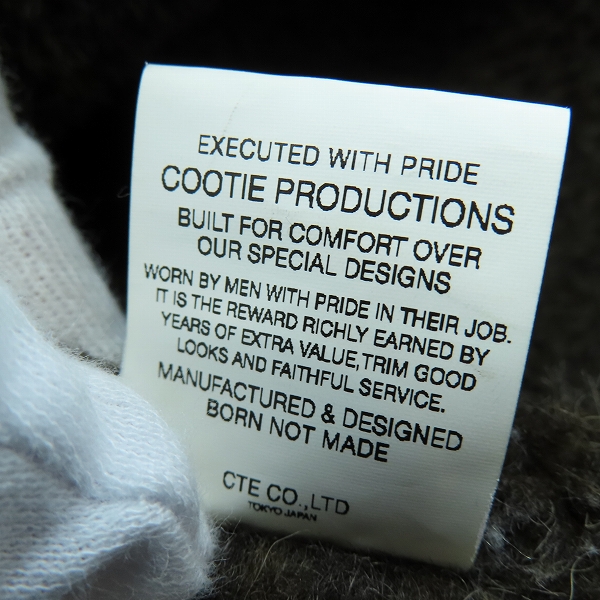 EXECUTED WITH PRIDE
COOTIE PRODUCTIONS
BUILT FOR COMFORT OVER
OUR SPECIAL DESIGNS
WORN BY MEN WITH PRIDE IN THEIR JOB.
IT IS THE REWARD RICHLY EARNED BY
YEARS OF EXTRA VALUE,TRIM GOOD
LOOKS AND FAITHFUL SERVICE.
MANUFACTURED & DESIGNED
BORN NOT MADE
CTE CO.,LTD
TOKYO JAPAN